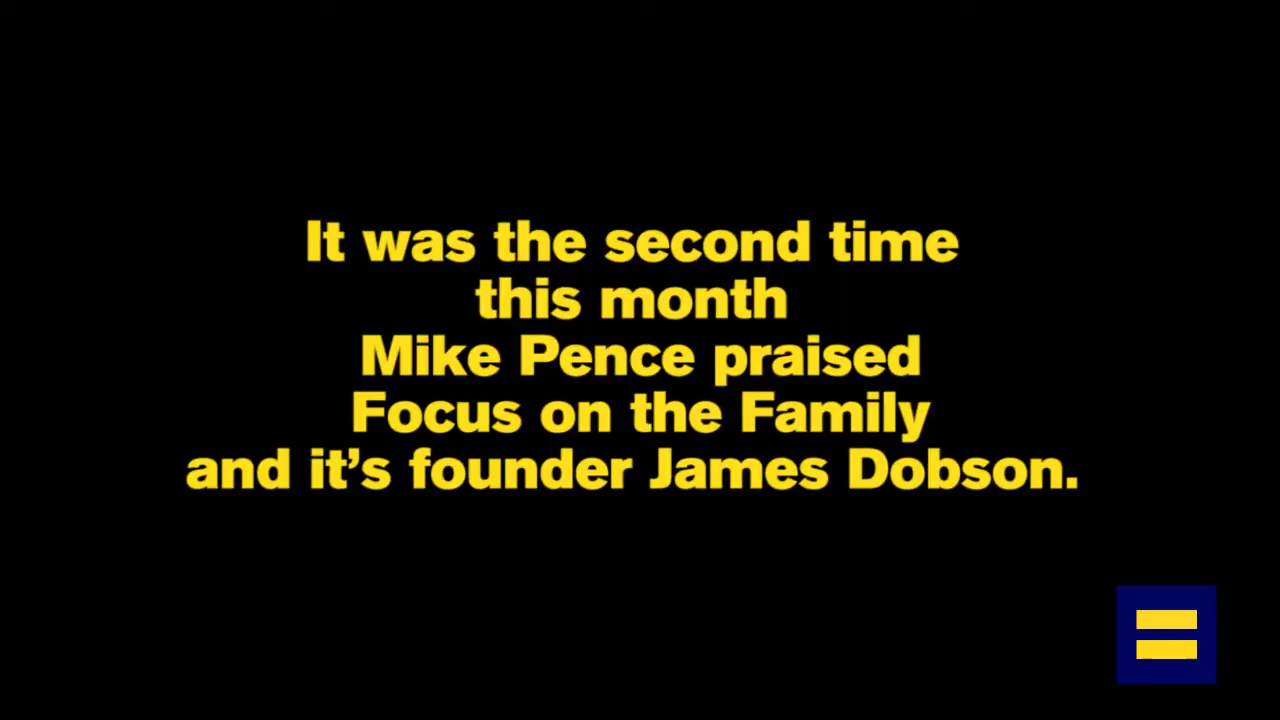 It was the second time
this month
Mike Pence praised
Focus on the Family
and it’s founder James Dobson.